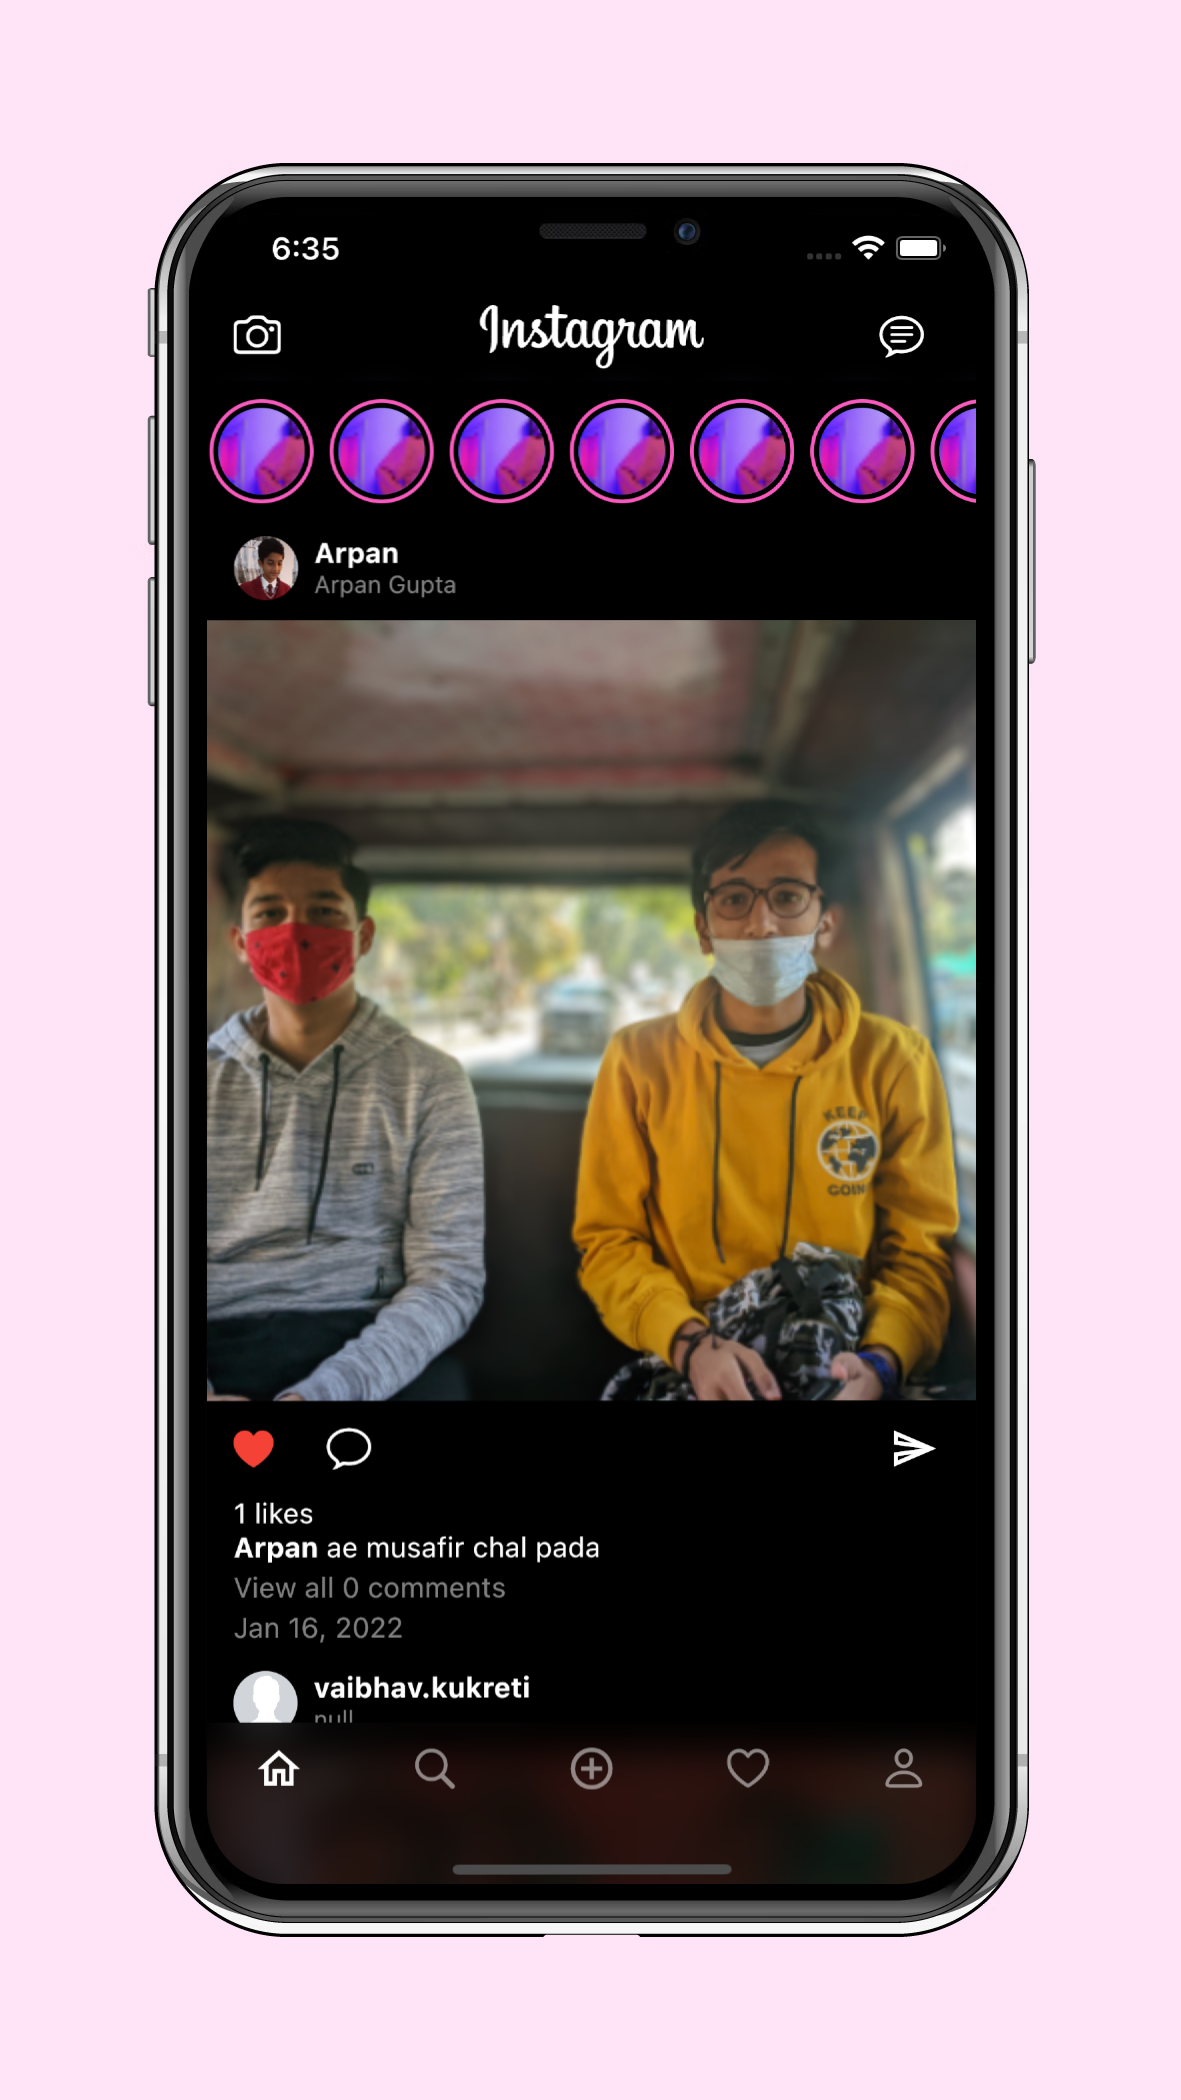 6:35
Instagram
Arpan
Arpan Gupta
KEEP
GOIN
1 likes
Arpan ae musafir chal pada
View all 0 comments
Jan 16, 2022
vaibhav.kukreti
null